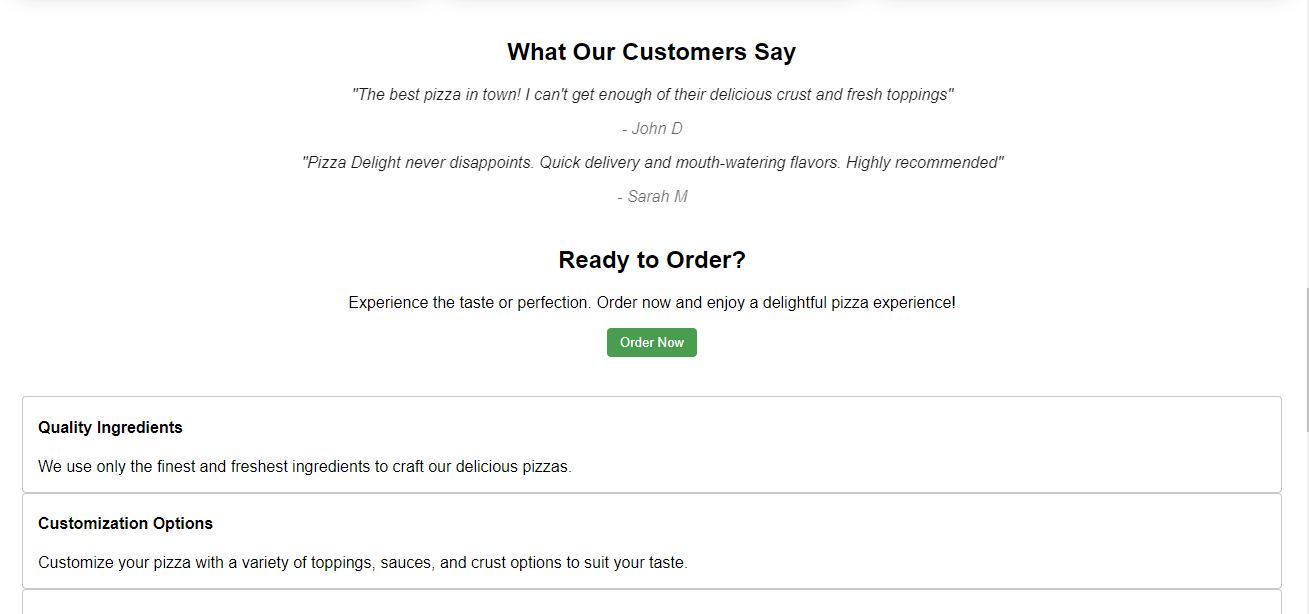 What Our Customers Say
"The best pizza in town! I can't get enough of their delicious crust and fresh toppings"
- John D
"Pizza Delight never disappoints. Quick delivery and mouth-watering flavors. Highly recommended"
- Sarah M
Ready to Order?
Experience the taste or perfection. Order now and enjoy a delightful pizza experience!
Order Now
Quality Ingredients
We use only the finest and freshest ingredients to craft our delicious pizzas.
Customization Options
Customize your pizza with a variety of toppings, sauces, and crust options to suit your taste.